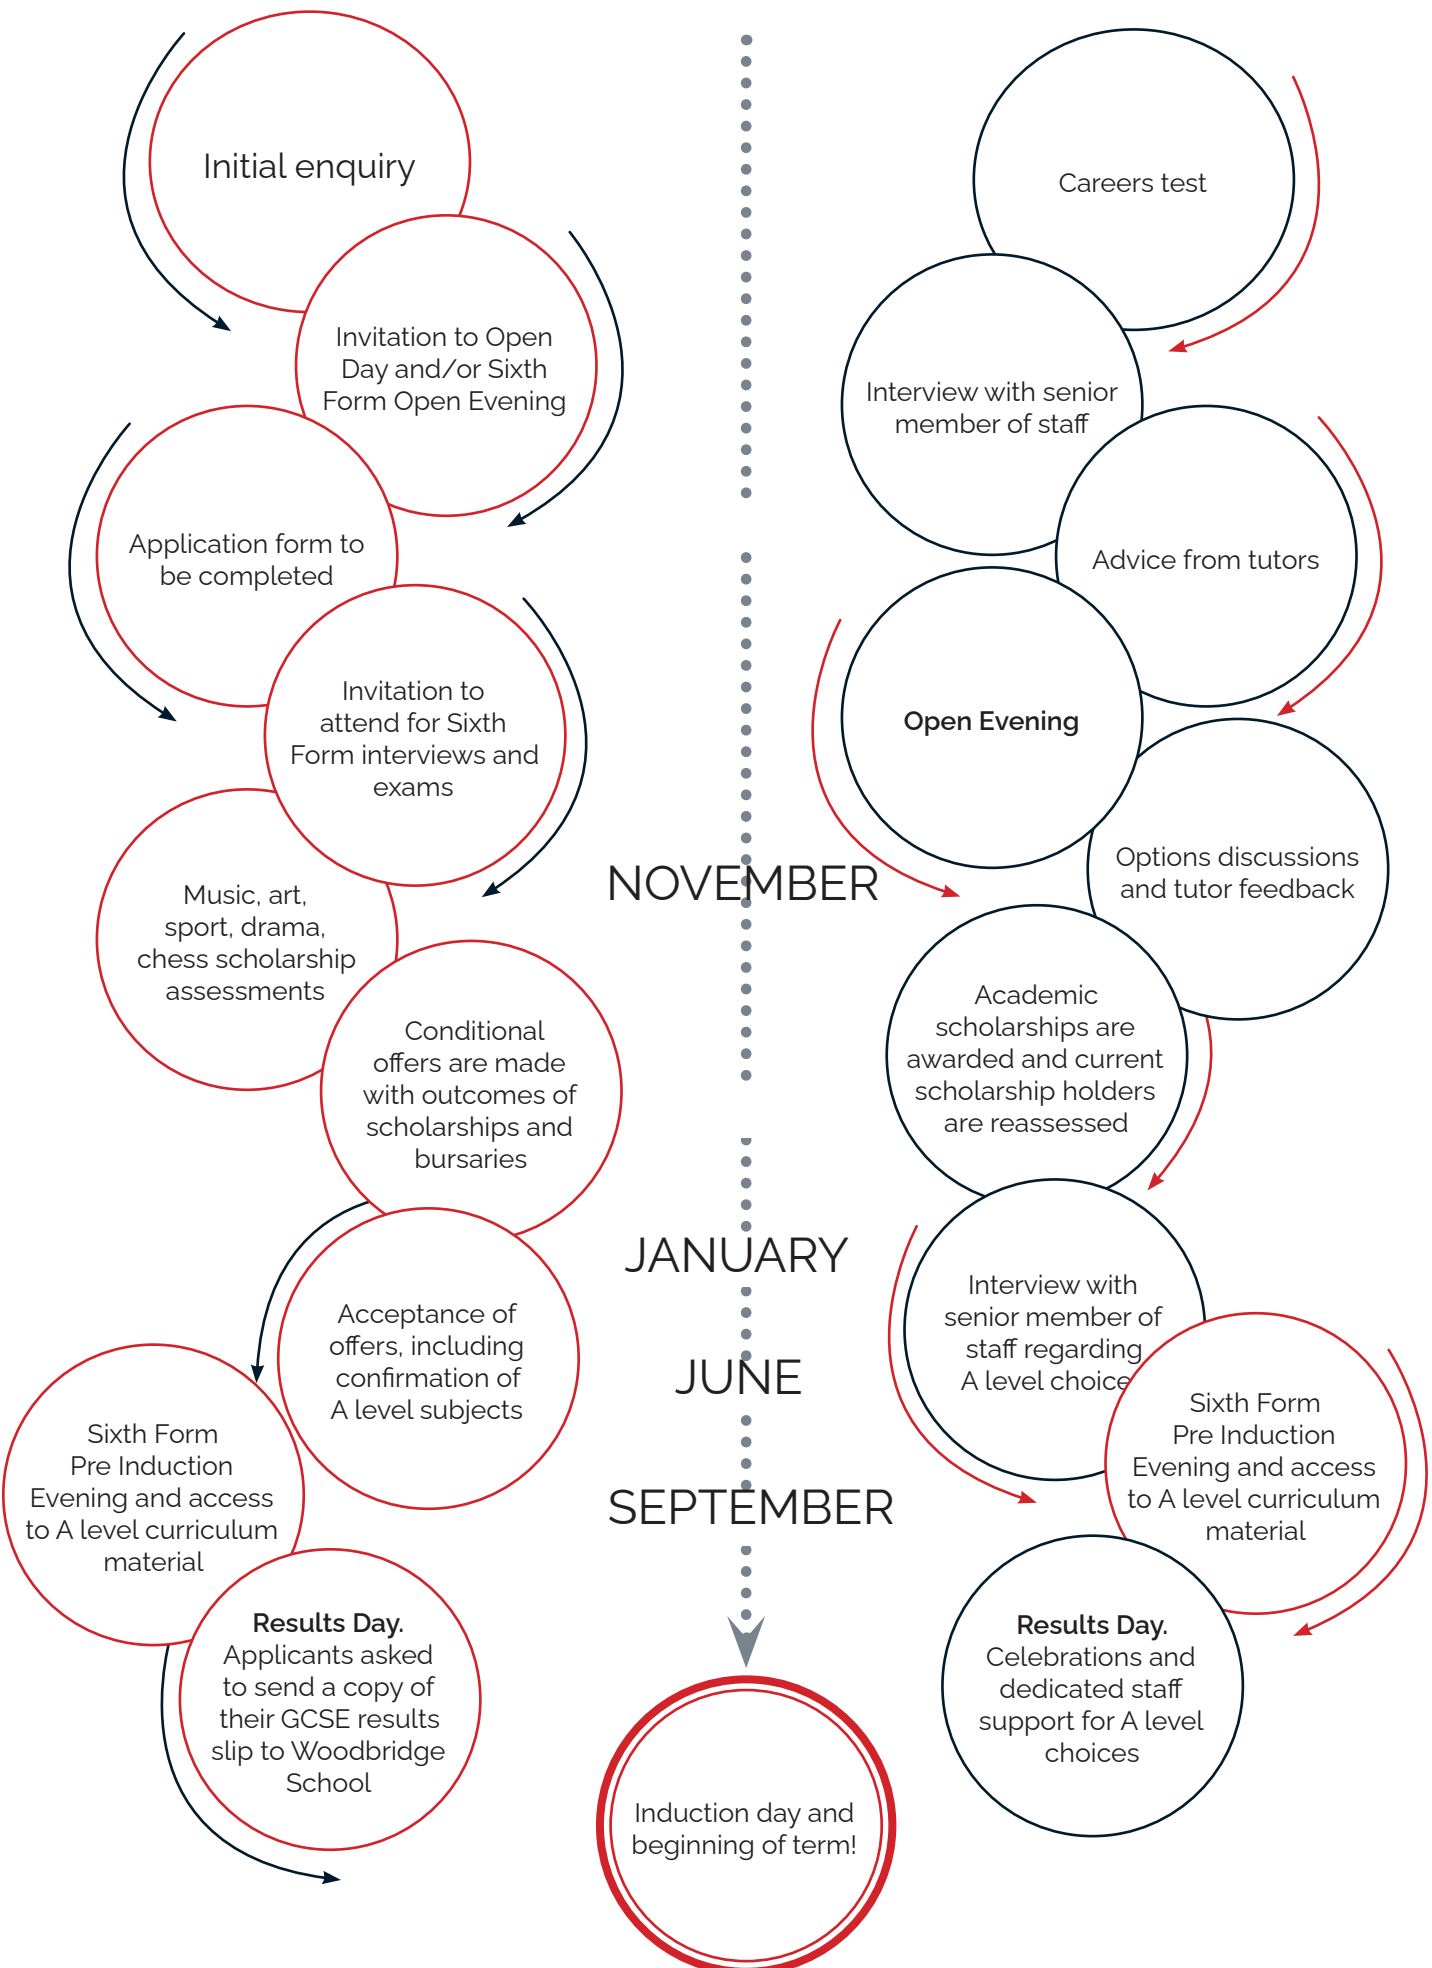 Initial enquiry
Invitation to Open
Day and/or Sixth
Form Open Evening
Application form to
be completed
Invitation to
attend for Sixth
Form interviews and
exams
Music, art,
sport, drama,
chess scholarship
assessments
Conditional
offers are made
with outcomes of
scholarships and
bursaries
Acceptance of
offers, including
confirmation of
A level subjects
Sixth Form
Pre Induction
Evening and access
to A level curriculum
material
Results Day.
Applicants asked
to send a copy of
their GCSE results
slip to Woodbridge
School
NOVEMBER
JANUARY
JUNE
SEPTEMBER
Induction day and
beginning of term!
Careers test
Interview with senior
member of staff
Advice from tutors
Open Evening
Options discussions
and tutor feedback
Academic
scholarships are
awarded and current
scholarship holders
are reassessed
Interview with
senior member of
staff regarding
A level choice
Sixth Form
Pre Induction
Evening and access
to A level curriculum
material
Results Day.
Celebrations and
dedicated staff
support for A level
choices